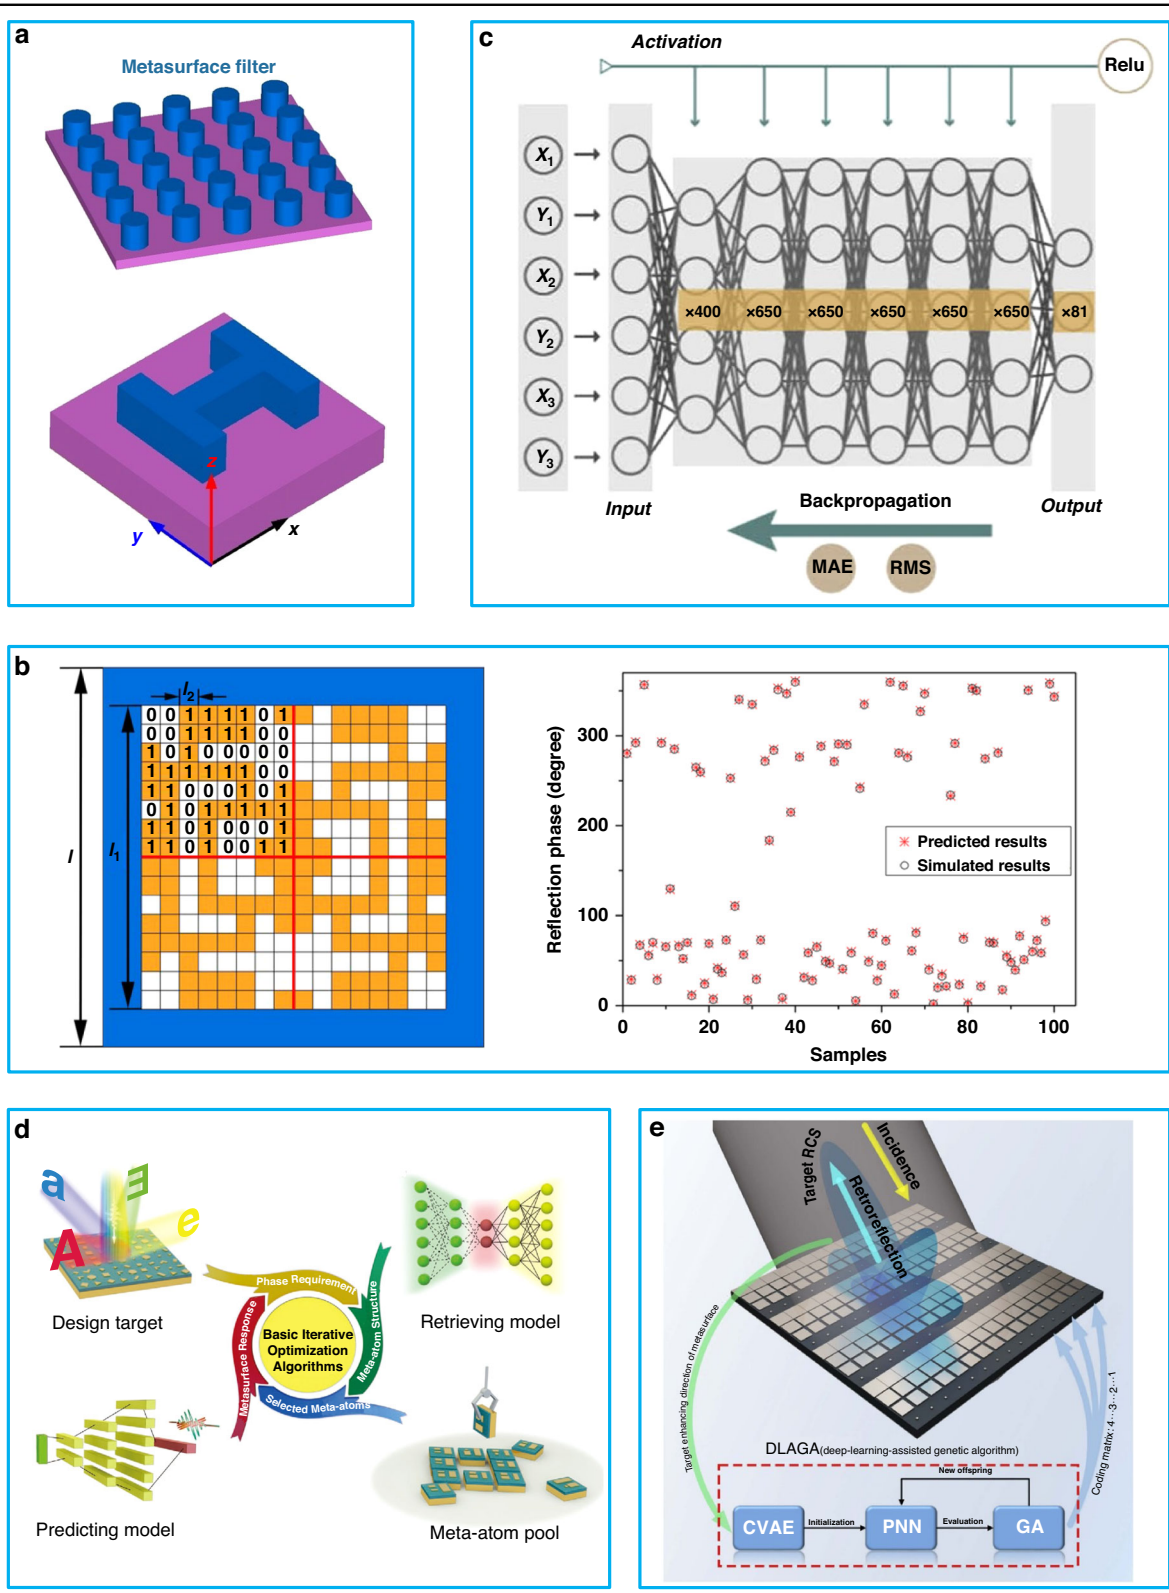 a
Metasurface filter
z
y
x
c
Activation
Relu
X1
Y1
X2
Y2
X3
Y3
×400
×650
×650
×650
×650
×650
×81
Input
Output
Backpropagation
MAE
RMS
b
l
l1
l2
0 0 1 1 1 1 0 1
0 0 1 1 1 1 0 0
1 0 1 0 0 0 0 0
1 1 1 1 1 1 0 0
1 1 0 0 0 1 0 1
0 1 0 1 1 1 1 1
1 1 0 1 0 0 0 1
1 1 0 1 0 0 1 1
Reflection phase (degree)
300
200
100
0
0 20 40 60 80 100
Samples
Predicted results
Simulated results
d
a
E
A
e
Design target
Retrieving model
Phase Requirement
Meta-atom Structure
Selected Meta-atoms
Metasurface Response
Basic Iterative
Optimization
Algorithms
Predicting model
Meta-atom pool
e
Target RCS
Incidence
Retroreflection
Target enhancing direction of metasurface
Coding matrix: 4···3···2···1
DLAGA(deep-learning-assisted genetic algorithm)
New offspring
CVAE
Initialization
PNN
Evaluation
GA